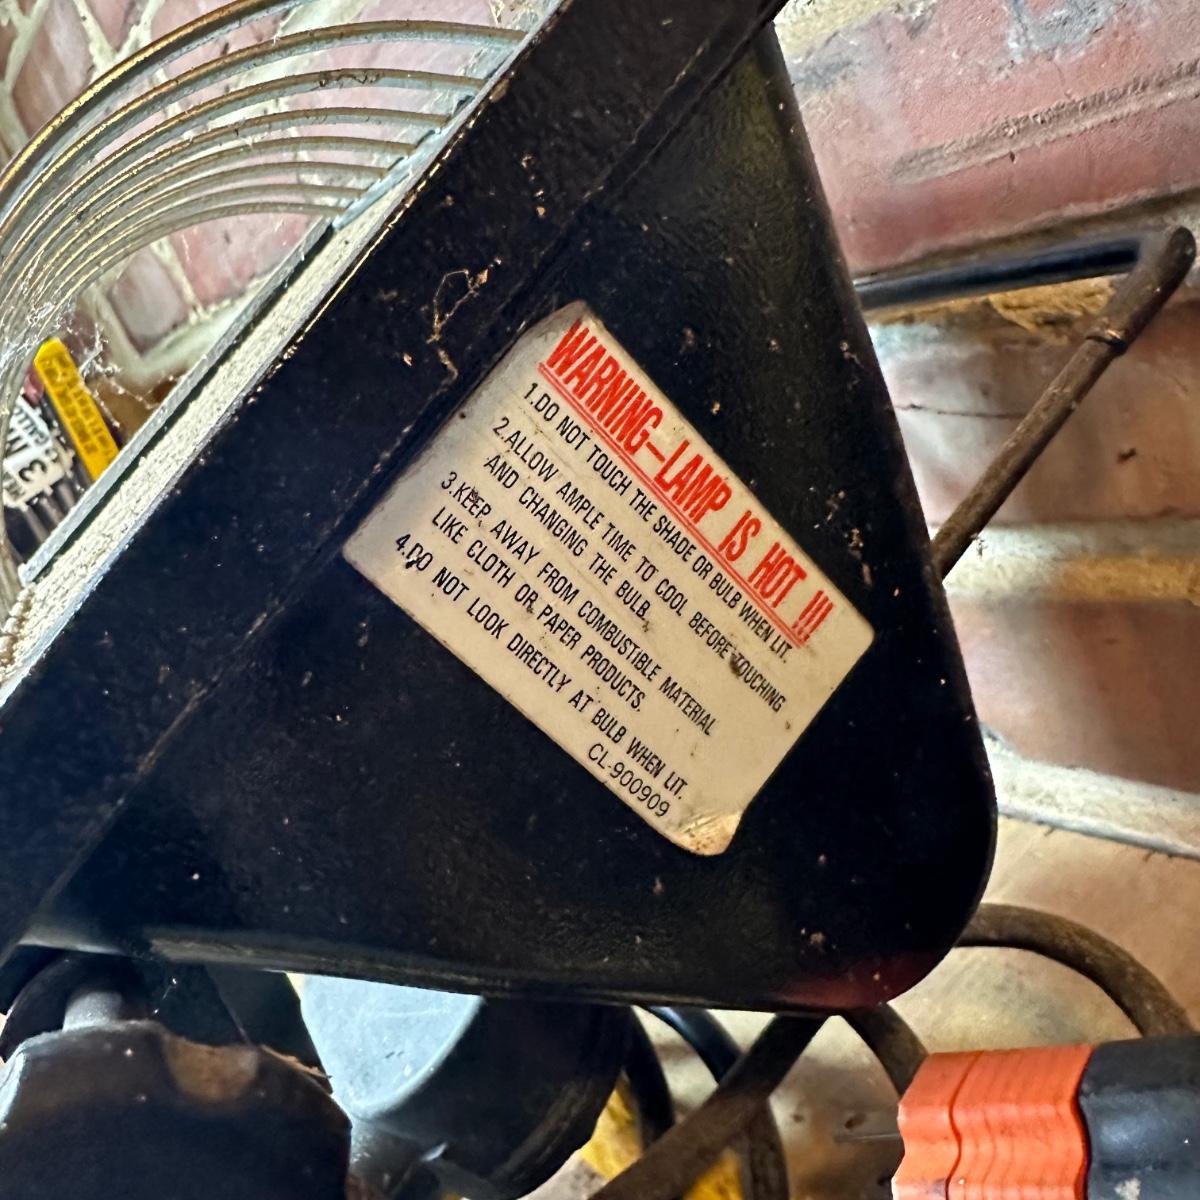 WARNING-LAMP IS HOT !!!
1.DO NOT TOUCH THE SHADE OR BULB WHEN LIT.
2.ALLOW AMPLE TIME TO COOL BEFORE TOUCHING
AND CHANGING THE BULB.
3.KEEP AWAY FROM COMBUSTIBLE MATERIAL
LIKE CLOTH OR PAPER PRODUCTS.
4.DO NOT LOOK DIRECTLY AT BULB WHEN LIT.
CL-900909